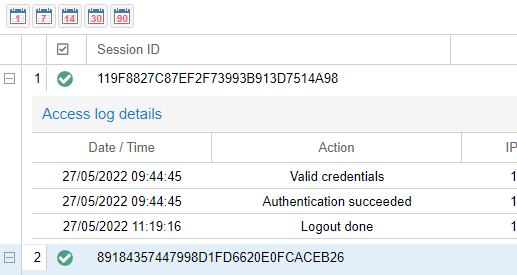 1 7 14 30 90
Session ID
1 119F8827C87EF2F73993B913D7514A98
Access log details
Date / Time Action IP
27/05/2022 09:44:45 Valid credentials 1
27/05/2022 09:44:45 Authentication succeeded 1
27/05/2022 11:19:16 Logout done 1
2 89184357447998D1FD6620E0FCACEB26